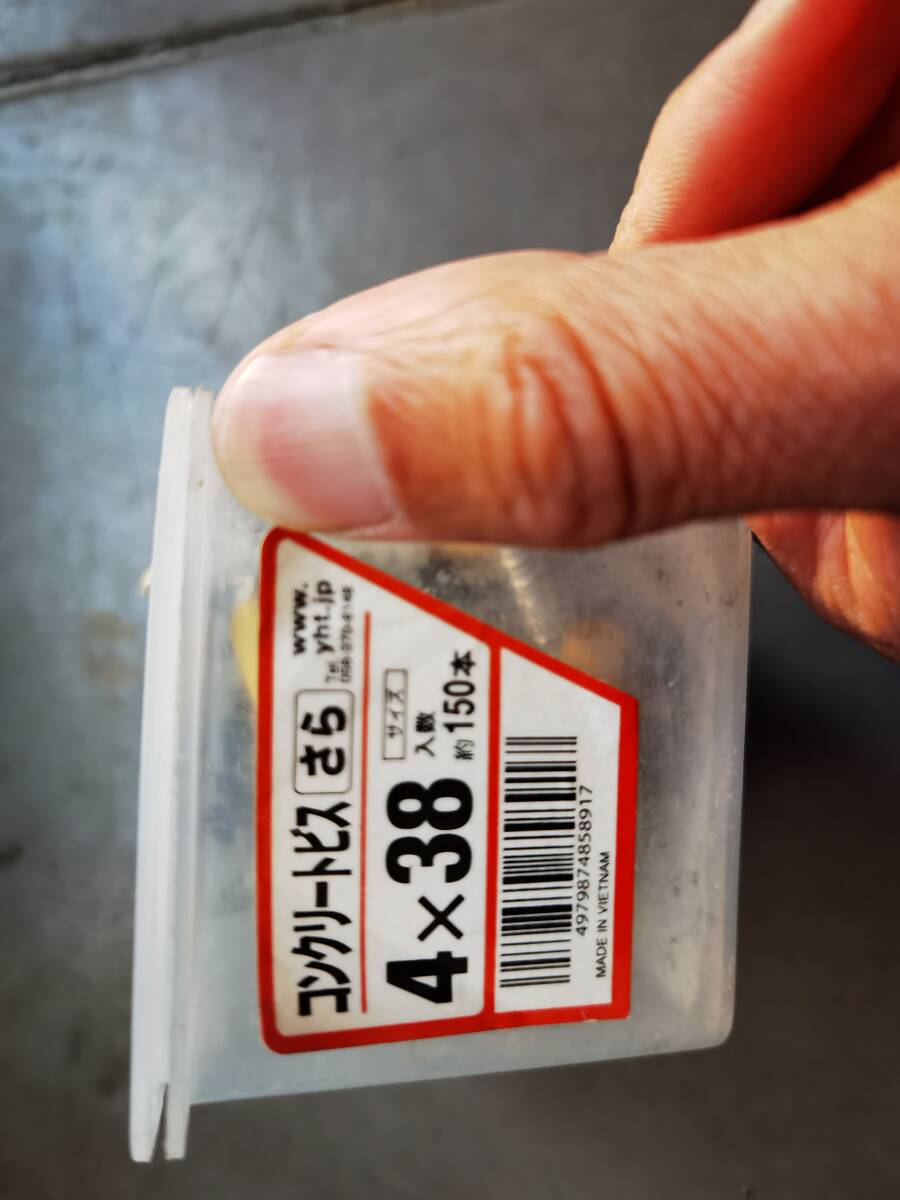 コンクリートビス さら
www.
yht.jp
Tel
4×38
サイズ
入数
約150本
4979874858917
MADE IN VIETNAM